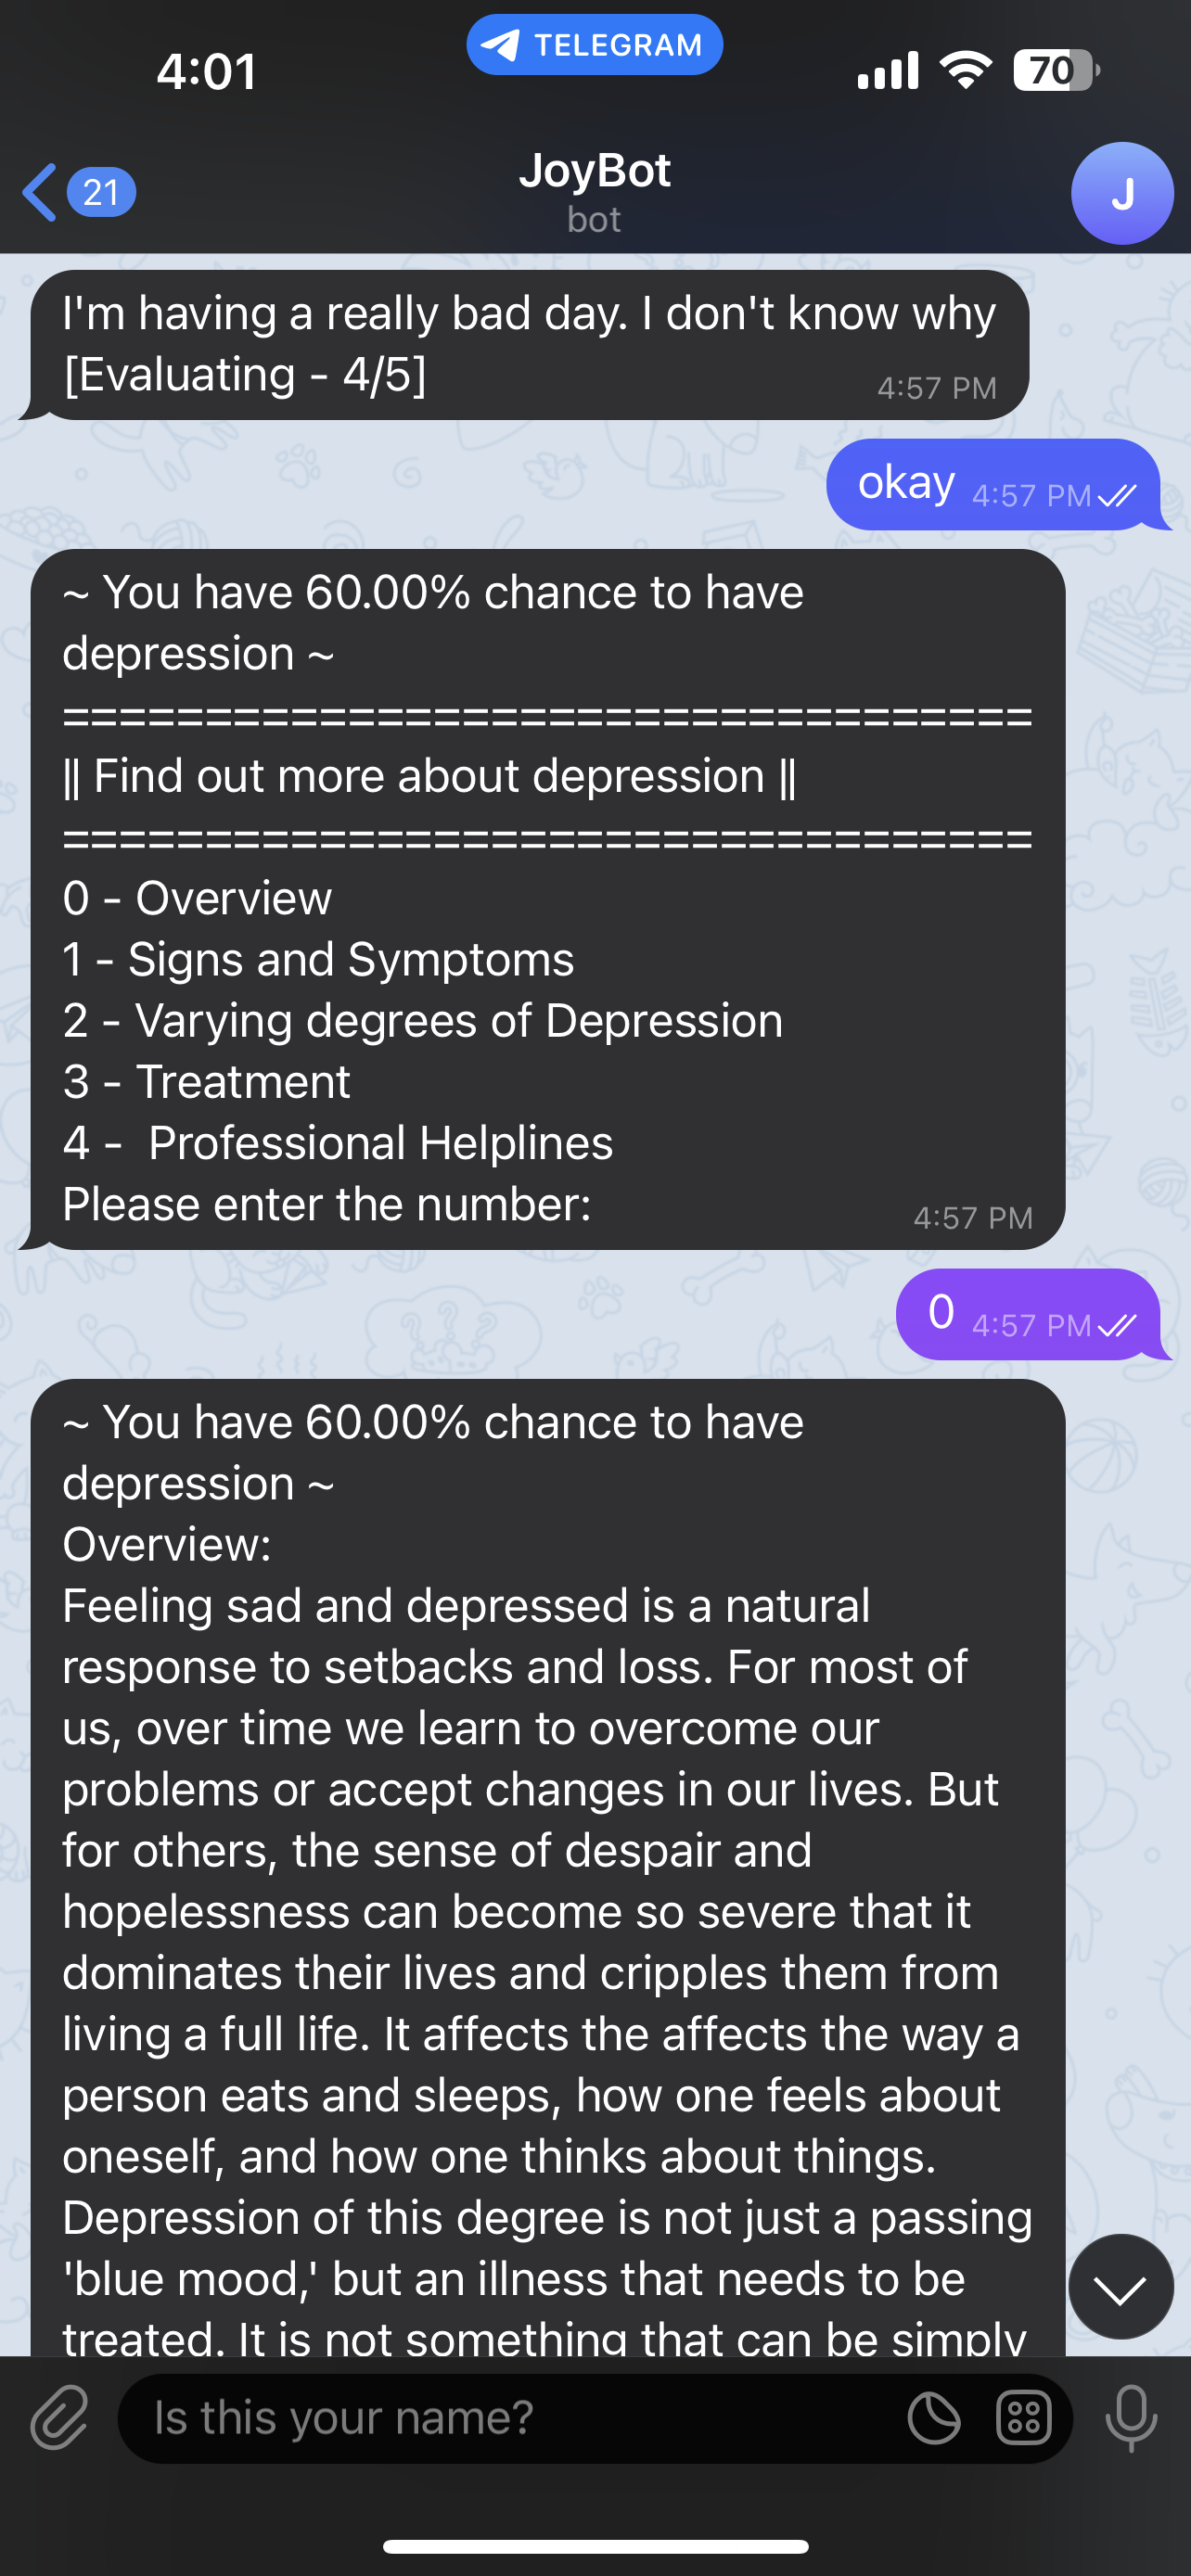 4:01
TELEGRAM
70
21
JoyBot
bot
J
I'm having a really bad day. I don't know why
[Evaluating - 4/5]
4:57 PM
okay 4:57 PM
~ You have 60.00% chance to have
depression ~
==================================
|| Find out more about depression ||
==================================
0 - Overview
1 - Signs and Symptoms
2 - Varying degrees of Depression
3 - Treatment
4 -  Professional Helplines
Please enter the number:
4:57 PM
0 4:57 PM
~ You have 60.00% chance to have
depression ~
Overview:
Feeling sad and depressed is a natural
response to setbacks and loss. For most of
us, over time we learn to overcome our
problems or accept changes in our lives. But
for others, the sense of despair and
hopelessness can become so severe that it
dominates their lives and cripples them from
living a full life. It affects the affects the way a
person eats and sleeps, how one feels about
oneself, and how one thinks about things.
Depression of this degree is not just a passing
'blue mood,' but an illness that needs to be
treated. It is not something that can be simply
Is this your name?